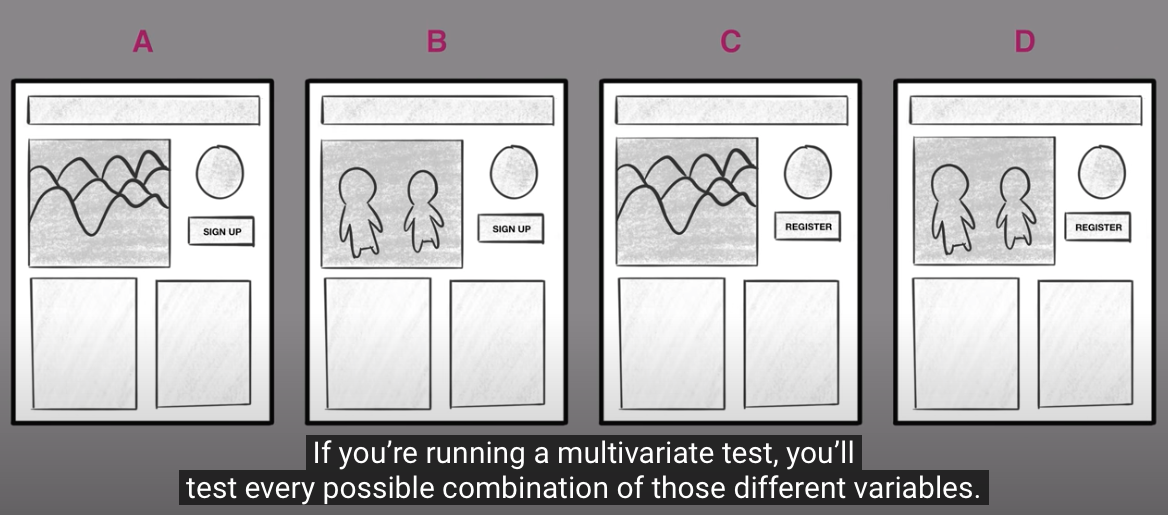 A
B
C
D
SIGN UP
SIGN UP
REGISTER
REGISTER
If you’re running a multivariate test, you’ll
test every possible combination of those different variables.